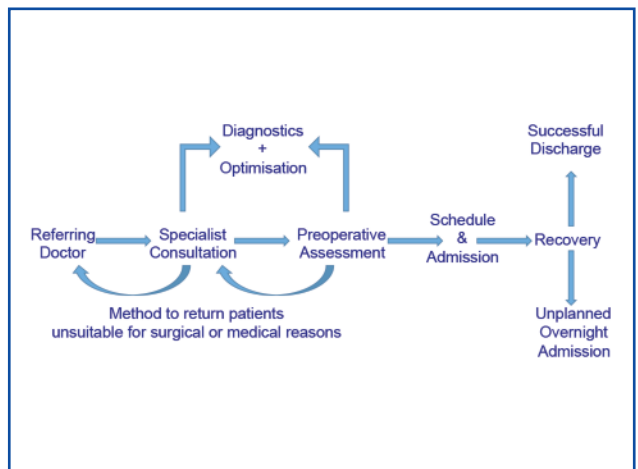 Diagnostics
+
Optimisation
Successful
Discharge
Referring
Doctor
Specialist
Consultation
Preoperative
Assessment
Schedule
&
Admission
Recovery
Method to return patients
unsuitable for surgical or medical reasons
Unplanned
Overnight
Admission